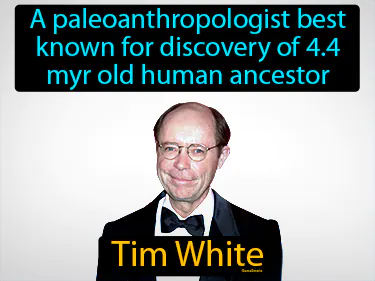 A paleoanthropologist best
known for discovery of 4.4
myr old human ancestor
Tim White